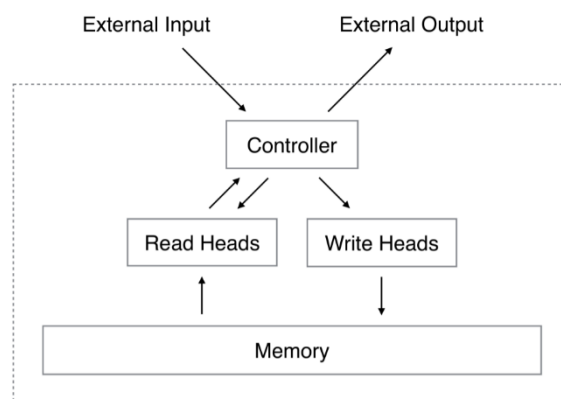 External Input
External Output
Controller
Read Heads
Write Heads
Memory